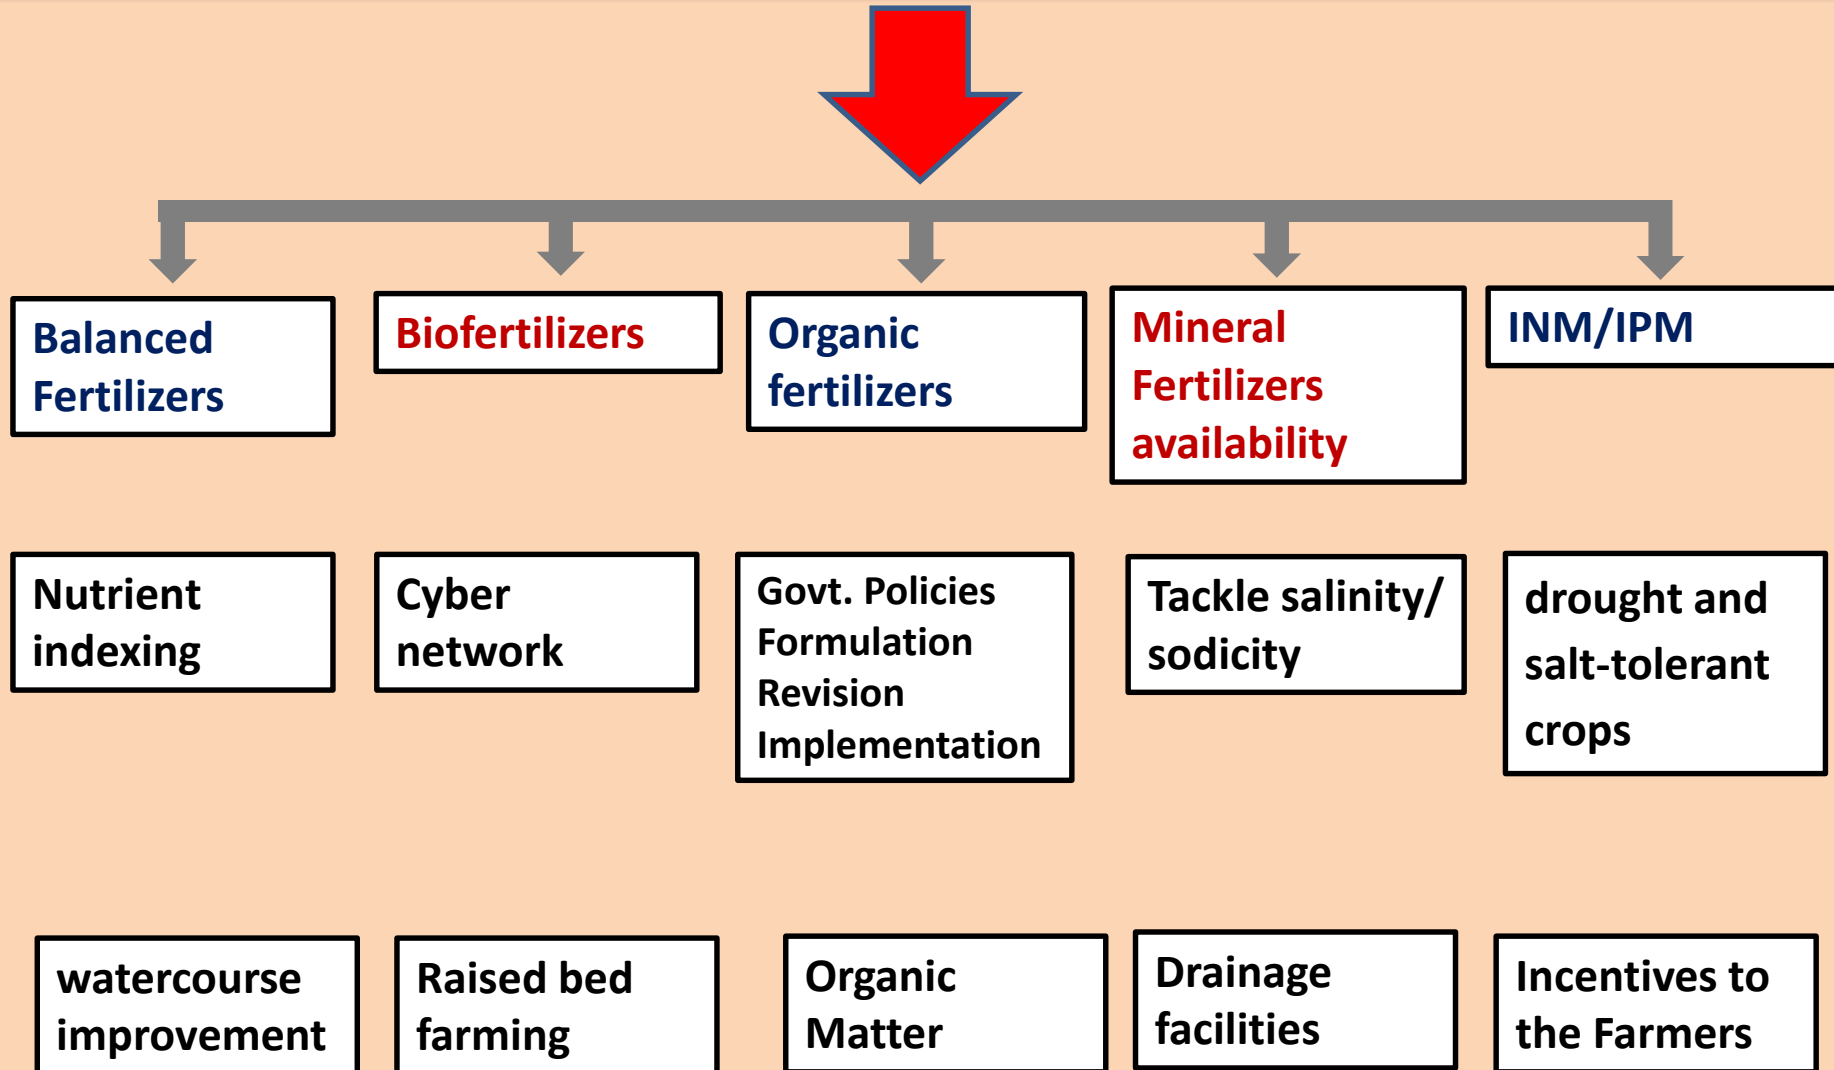 Balanced
Fertilizers
Biofertilizers
Organic
fertilizers
Mineral
Fertilizers
availability
INM/IPM
Nutrient
indexing
Cyber
network
Govt. Policies
Formulation
Revision
Implementation
Tackle salinity/
sodicity
drought and
salt-tolerant
crops
watercourse
improvement
Raised bed
farming
Organic
Matter
Drainage
facilities
Incentives to
the Farmers